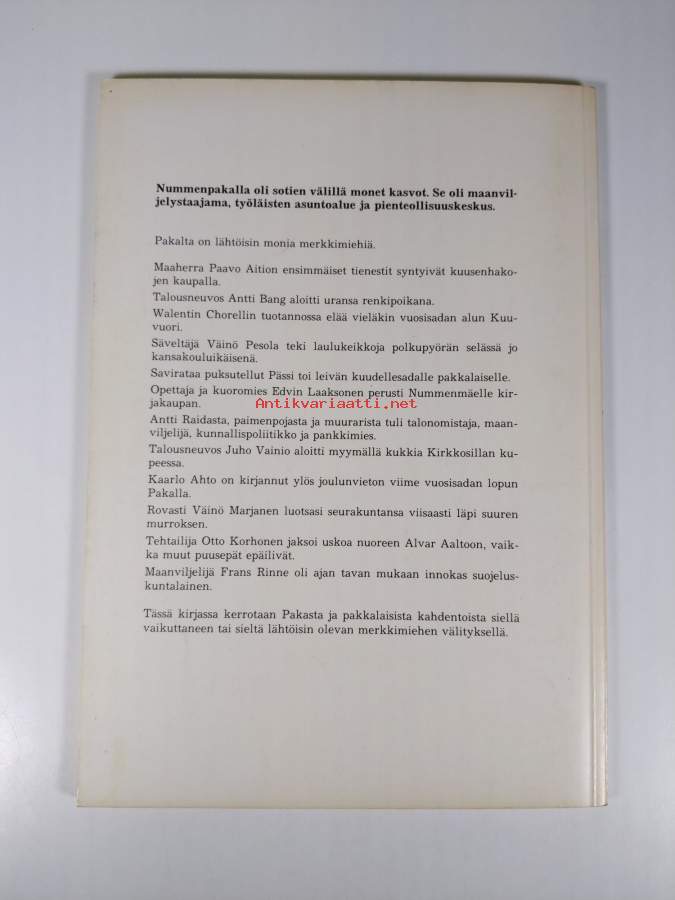 Nummenpakalla oli sotien välillä monet kasvot. Se oli maanvil-
jelystaajama, työläisten asuntoalue ja pienteollisuuskeskus.
Pakalta on lähtöisin monia merkkimiehiä.
Maaherra Paavo Aition ensimmäiset tienestit syntyivät kuusenhako-
jen kaupalla.
Talousneuvos Antti Bang aloitti uransa renkipoikana.
Walentin Chorellin tuotannossa elää vieläkin vuosisadan alun Kuu-
vuori.
Säveltäjä Väinö Pesola teki laulukeikkoja polkupyörän selässä jo
kansakouluikäisenä.
Savirataa puksutellut Pässi toi leivän kuudellesadalle pakkalaiselle.
Opettaja ja kuoromies Edvin Laaksonen perusti Nummenmäelle kir-
jakaupan.
Antikvariaatti.net
Antti Raidasta, paimenpojasta ja muurarista tuli talonomistaja, maan-
viljelijä, kunnallispoliitikko ja pankkimies.
Talousneuvos Juho Vainio aloitti myymällä kukkia Kirkkosillan ku-
peessa.
Kaarlo Ahto on kirjannut ylös joulunvieton viime vuosisadan lopun
Pakalla.
Rovasti Väinö Marjanen luotsasi seurakuntansa viisaasti läpi suuren
murroksen.
Tehtailija Otto Korhonen jaksoi uskoa nuoreen Alvar Aaltoon, vaik-
ka muut puusepät epäilivät.
Maanviljelijä Frans Rinne oli ajan tavan mukaan innokas suojelus-
kuntalainen.
Tässä kirjassa kerrotaan Pakasta ja pakkalaisista kahdentoista siellä
vaikuttaneen tai sieltä lähtöisin olevan merkkimiehen välityksellä.